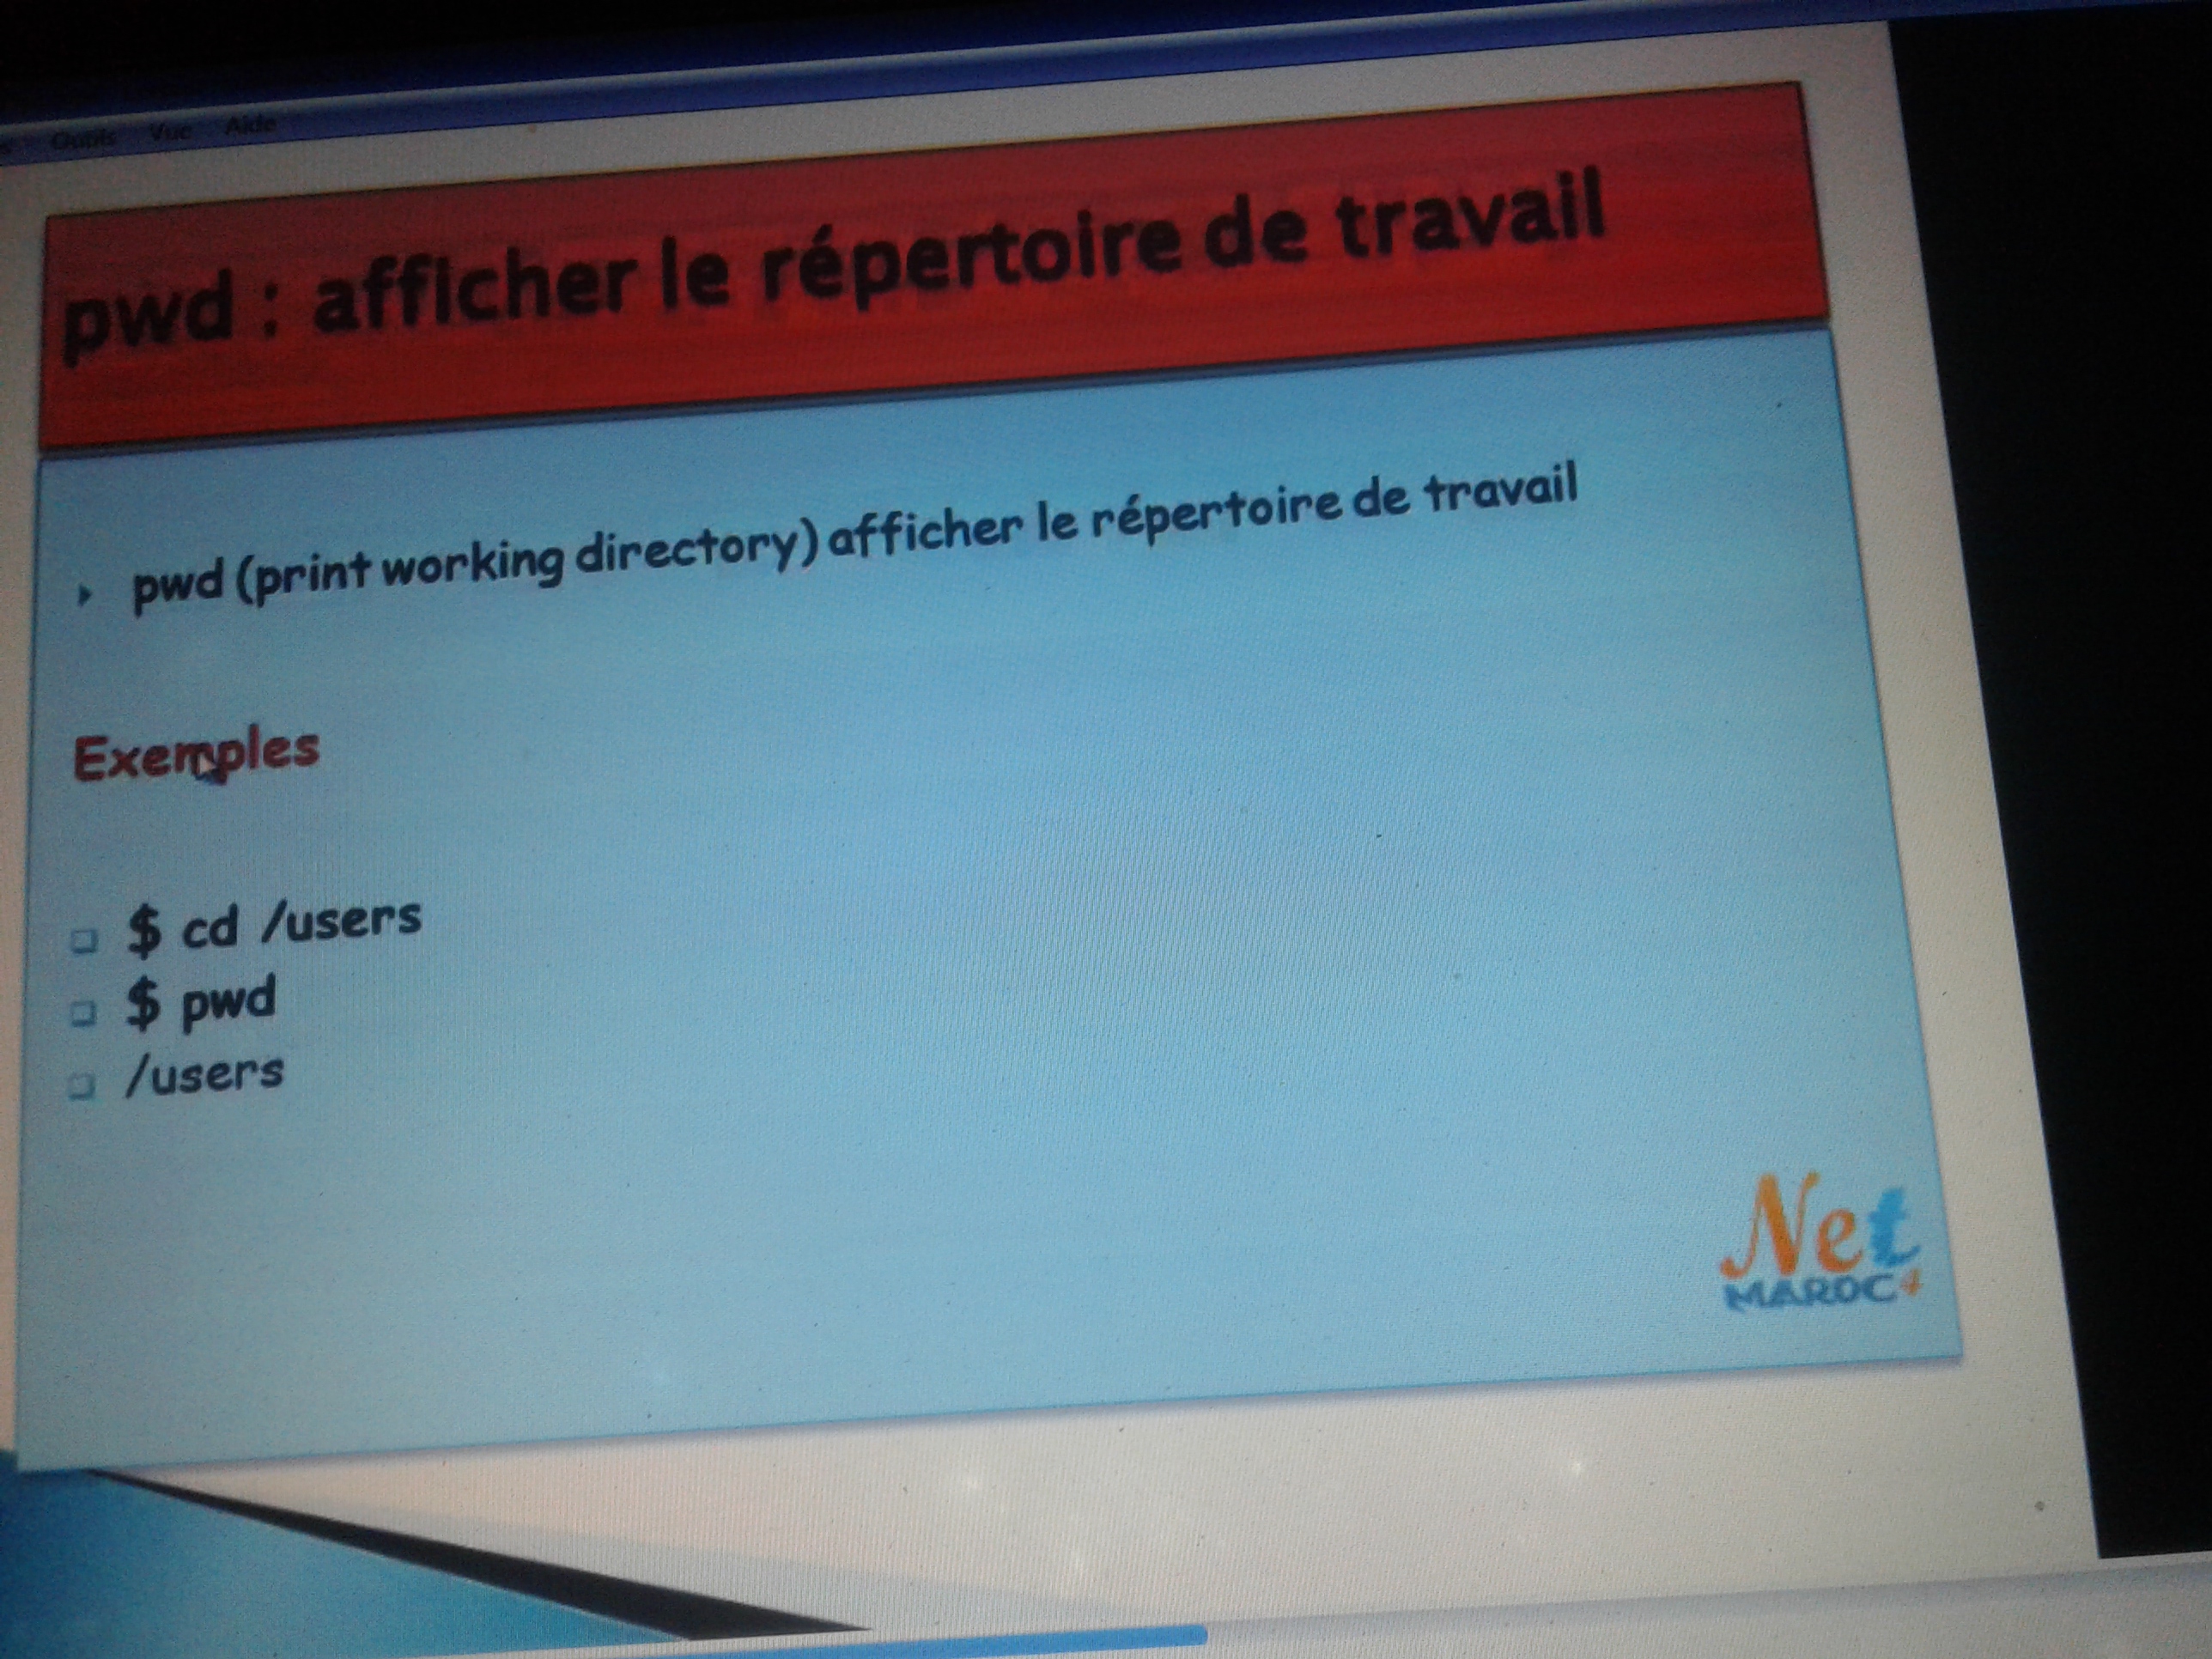 Outils Vue Aide
pwd : afficher le répertoire de travail
pwd (print working directory) afficher le répertoire de travail
Exemples
$ cd /users
$ pwd
/users
Net
MAROC4